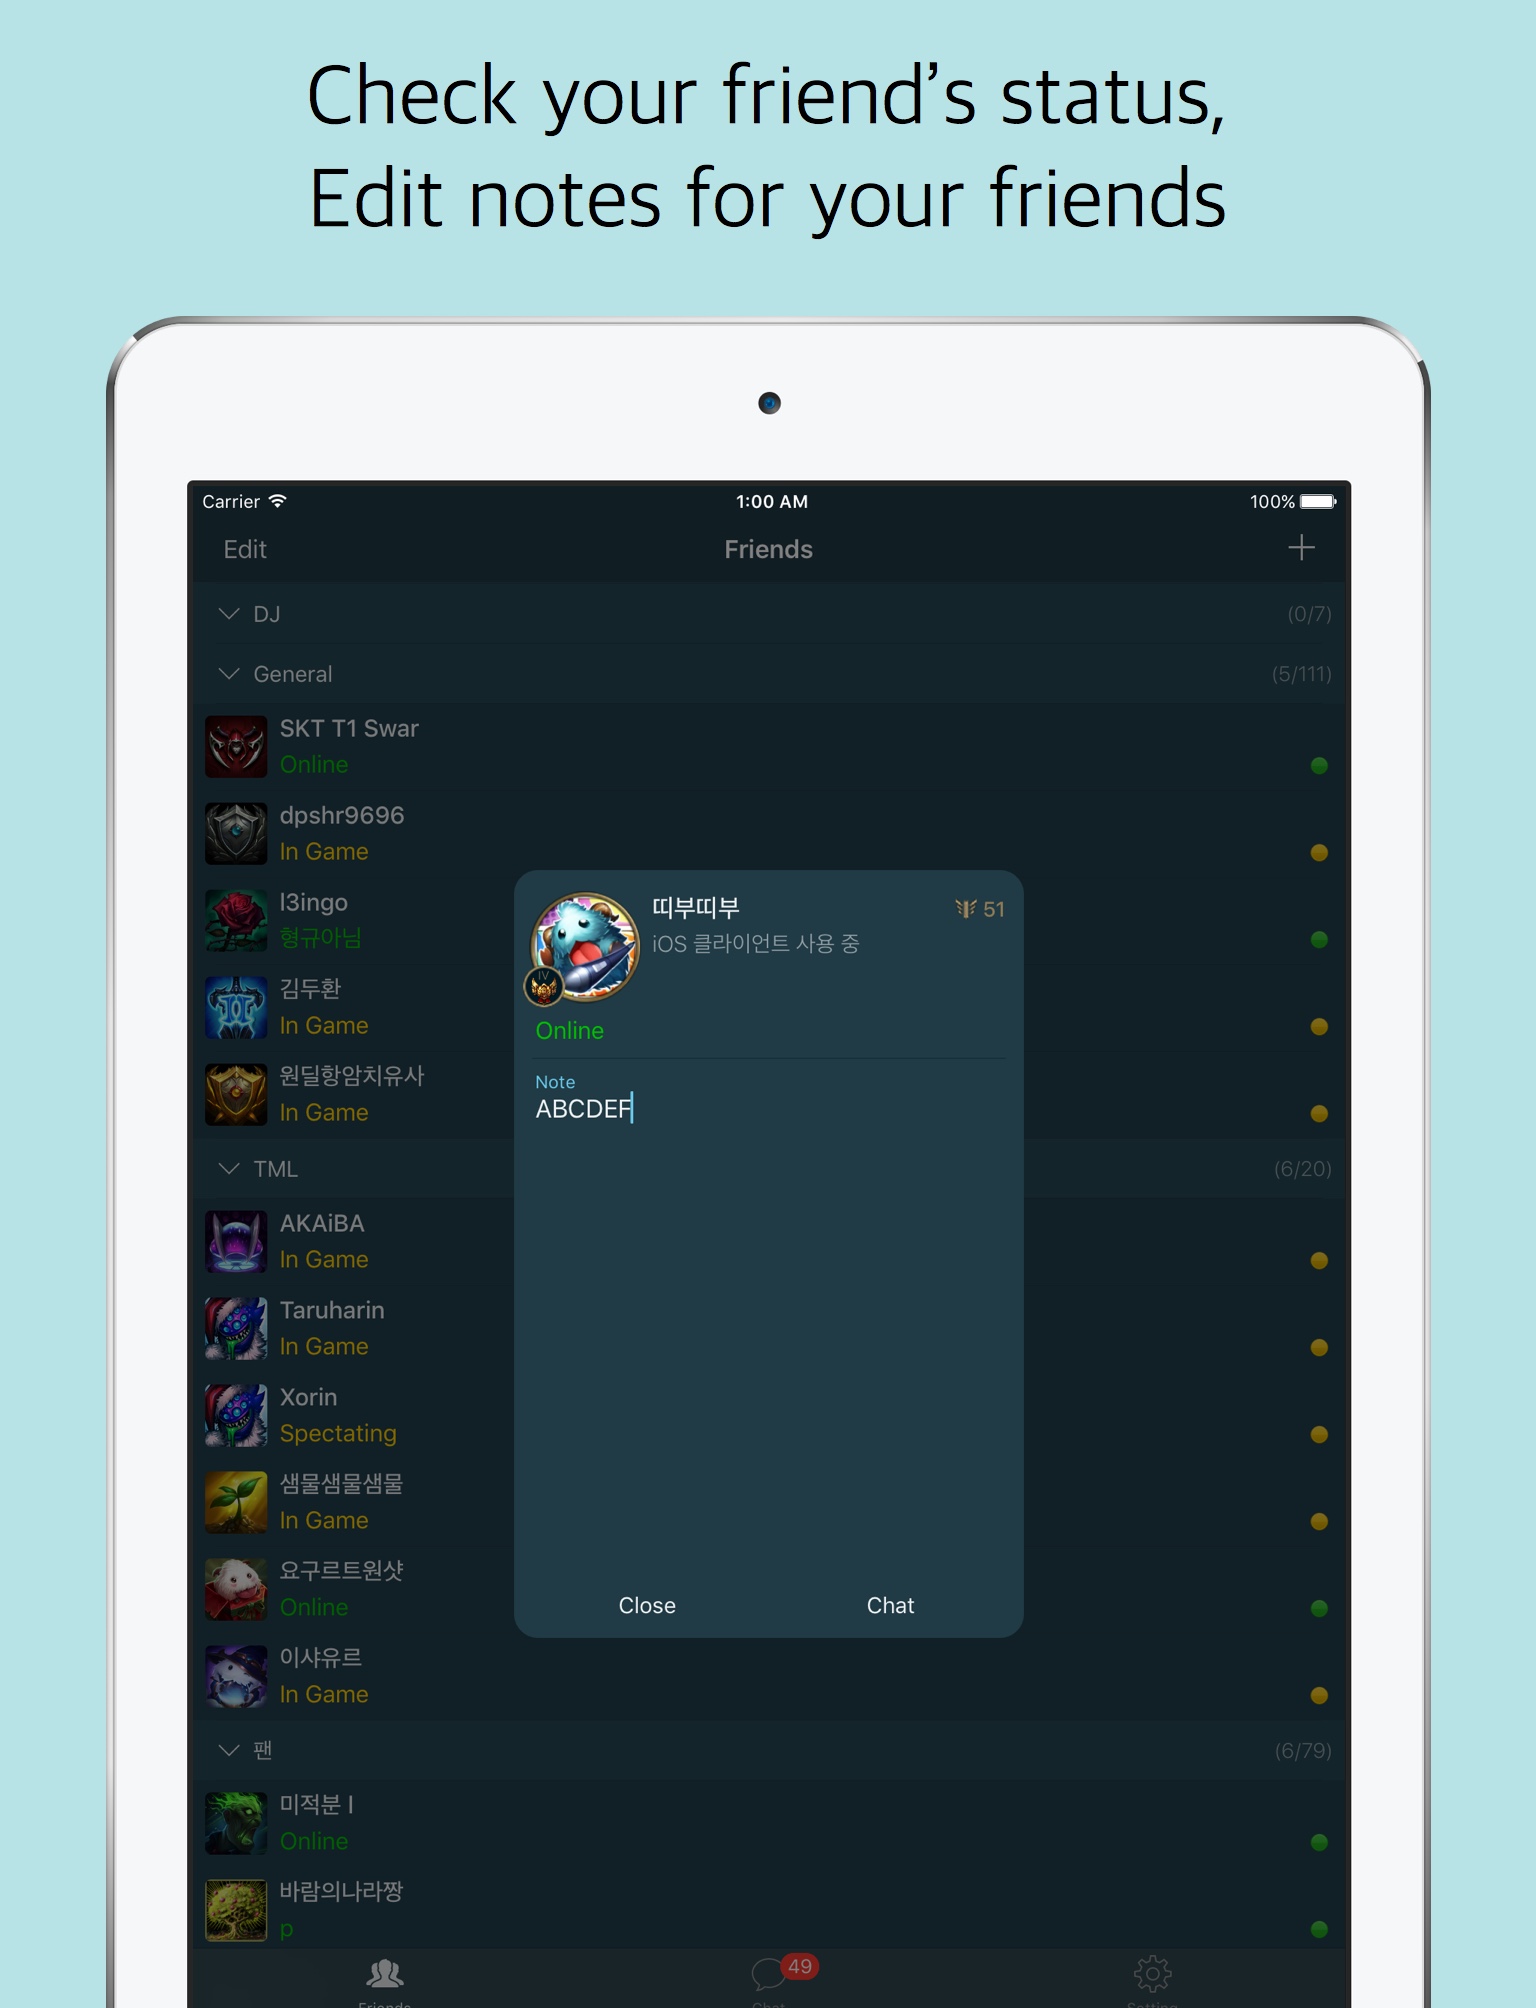 Check your friend’s status,
Edit notes for your friends
Carrier 1:00 AM 100%
Edit Friends
DJ (0/7)
General (5/111)
SKT T1 Swar
Online
dpshr9696
In Game
l3ingo
형규아님
김두환
In Game
원딜항암치유사
In Game
띠부띠부 51
iOS 클라이언트 사용 중
IV
Online
Note
ABCDEF
Close Chat
TML (6/20)
AKAiBA
In Game
Taruharin
In Game
Xorin
Spectating
샘물샘물샘물
In Game
요구르트원샷
Online
이샤유르
In Game
팬 (6/79)
미적분 I
Online
바람의나라짱
p
49
Friends Chat Setting